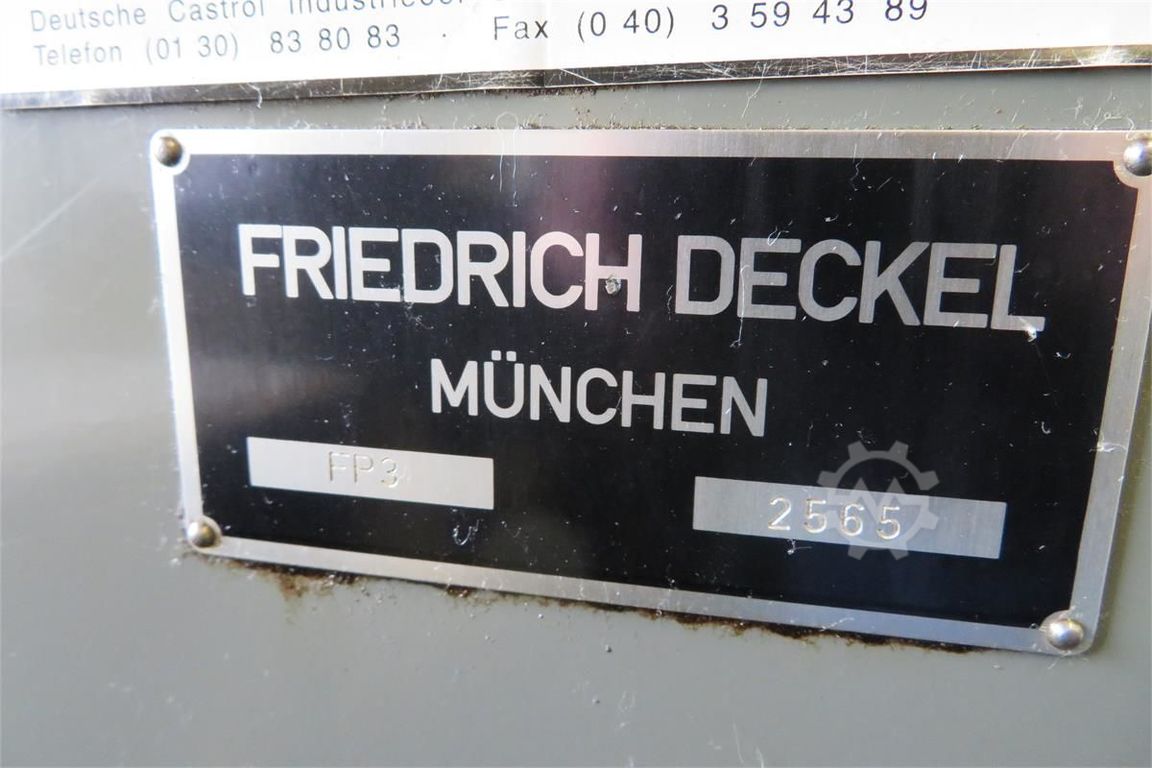 Deutsche Castrol
Telefon (01 30) 83 80 83 · Fax (0 40) 3 59 43 89
FRIEDRICH DECKEL
MÜNCHEN
FP3 2565